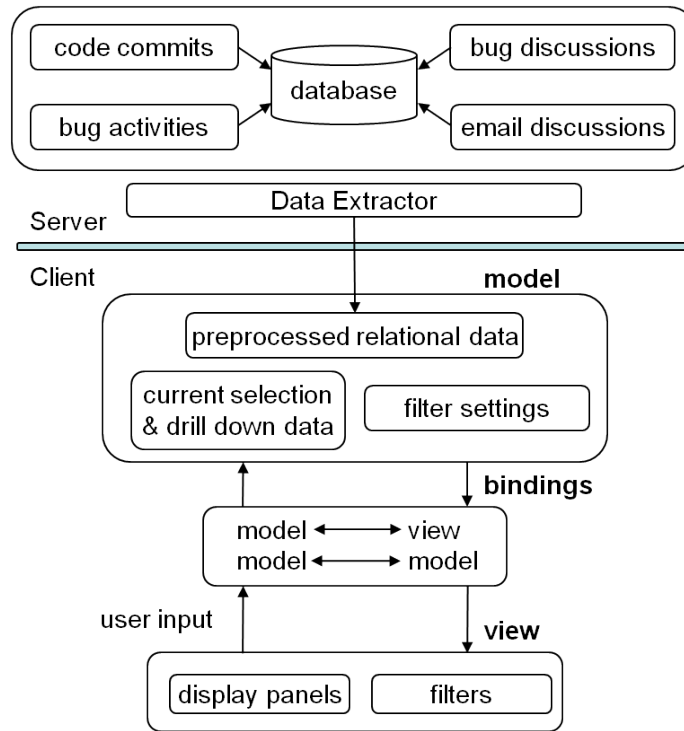 code commits
bug discussions
database
bug activities
email discussions
Data Extractor
Server
Client
model
preprocessed relational data
current selection
& drill down data
filter settings
bindings
model view
model model
user input
view
display panels
filters